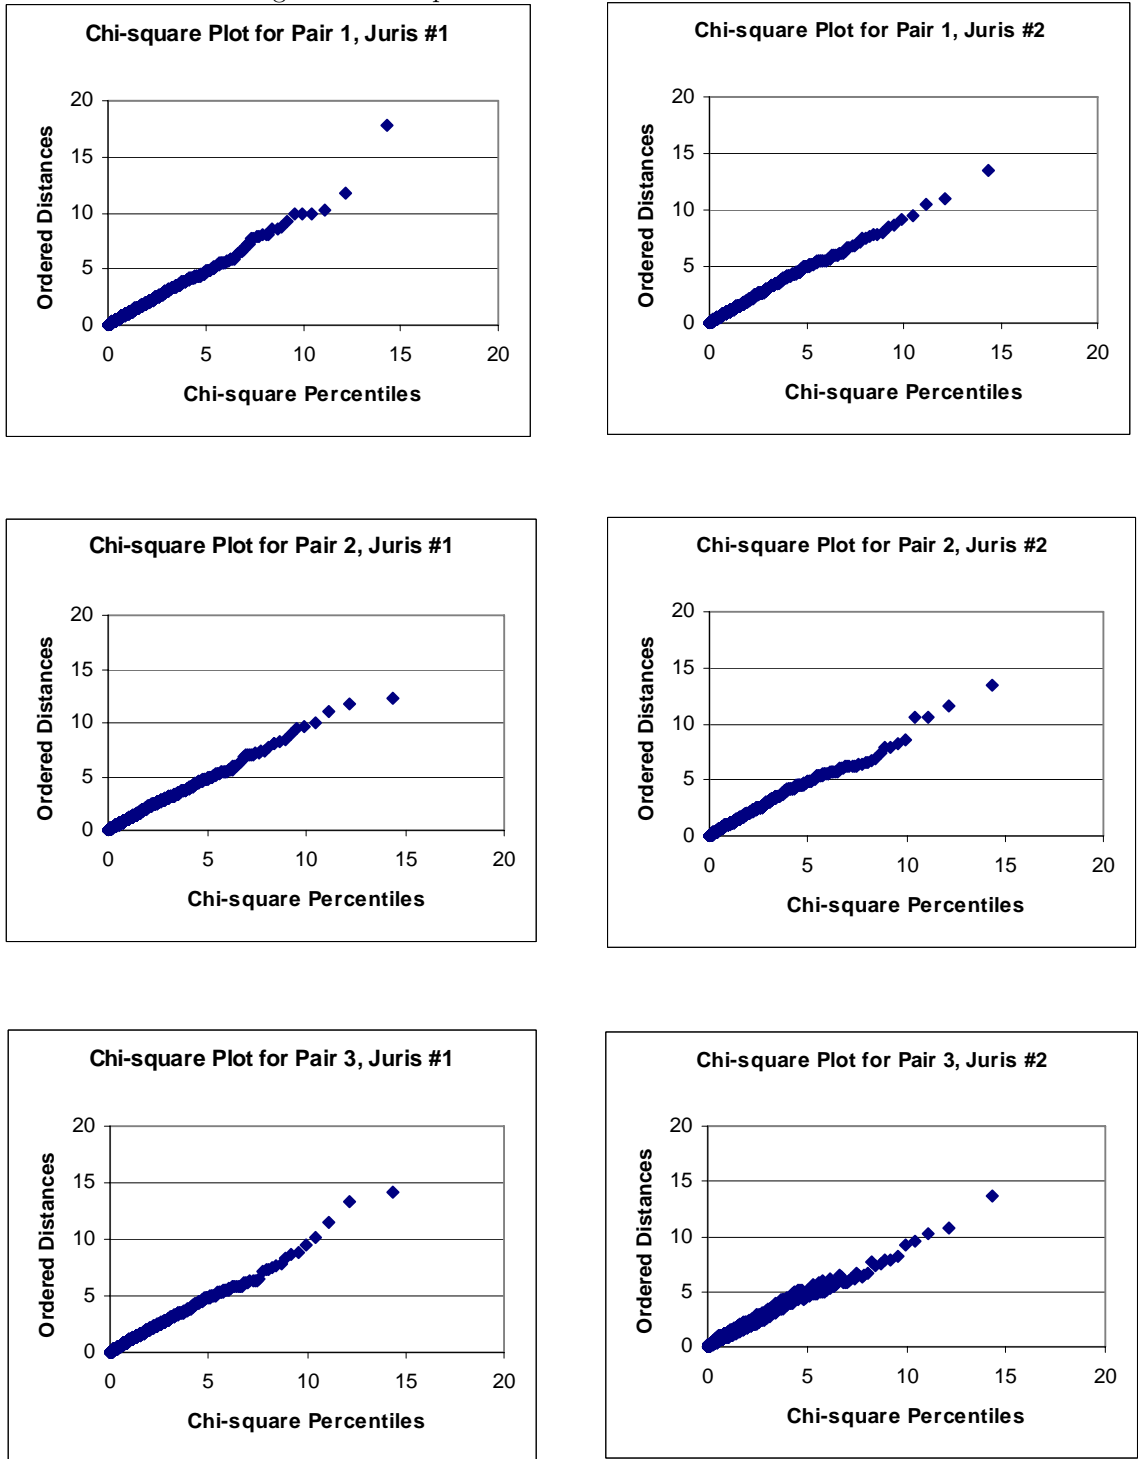 Chi-square Plot for Pair 1, Juris #1
20
15
10
5
0
0 5 10 15 20
Ordered Distances
Chi-square Percentiles
Chi-square Plot for Pair 1, Juris #2
20
15
10
5
0
0 5 10 15 20
Ordered Distances
Chi-square Percentiles
Chi-square Plot for Pair 2, Juris #1
20
15
10
5
0
0 5 10 15 20
Ordered Distances
Chi-square Percentiles
Chi-square Plot for Pair 2, Juris #2
20
15
10
5
0
0 5 10 15 20
Ordered Distances
Chi-square Percentiles
Chi-square Plot for Pair 3, Juris #1
20
15
10
5
0
0 5 10 15 20
Ordered Distances
Chi-square Percentiles
Chi-square Plot for Pair 3, Juris #2
20
15
10
5
0
0 5 10 15 20
Ordered Distances
Chi-square Percentiles